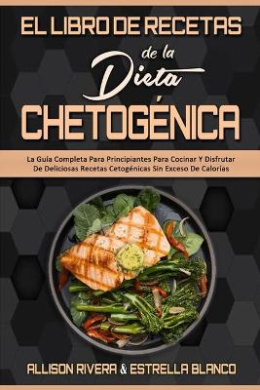 EL LIBRO DE RECETAS
de la
Dieta
CHETOGÉNICA
La Guía Completa Para Principiantes Para Cocinar Y Disfrutar
De Deliciosas Recetas Cetogénicas Sin Exceso De Calorías
ALLISON RIVERA & ESTRELLA BLANCO